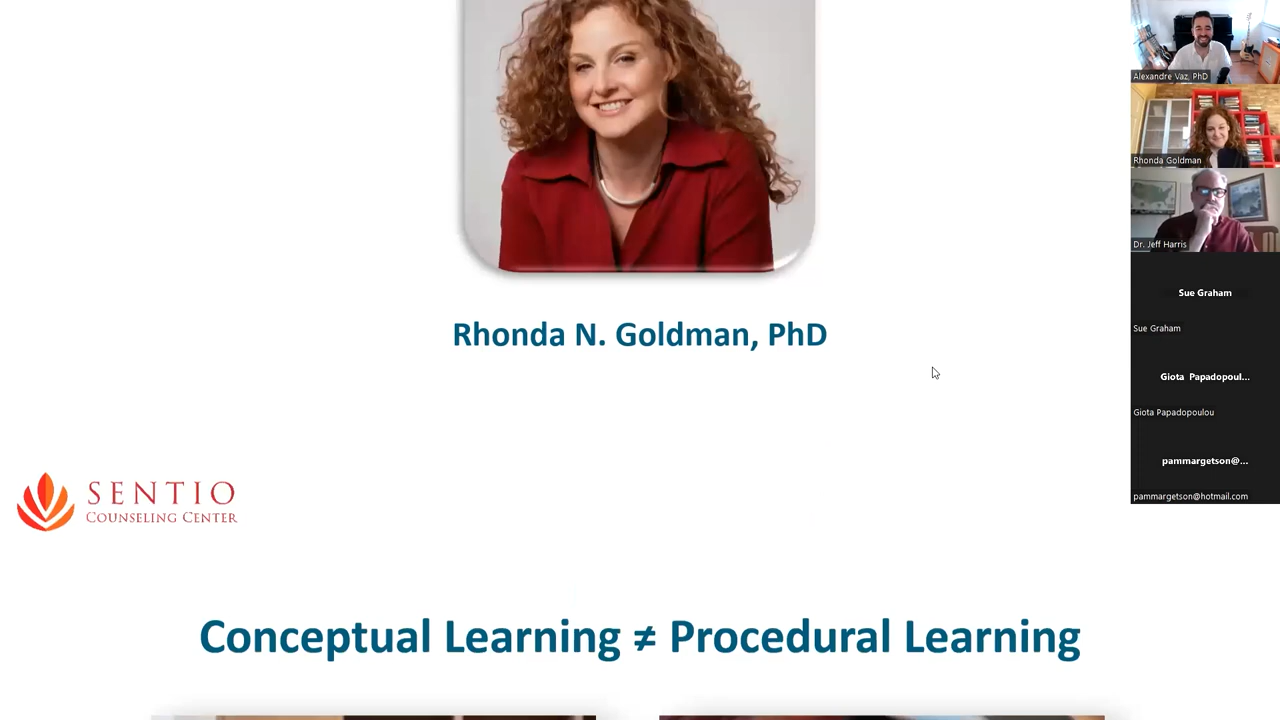 Alexandre Vaz, PhD
Rhonda Goldman
Dr. Jeff Harris
Sue Graham
Sue Graham
Giota Papadopoul...
Giota Papadopoulou
pammargetson@...
pammargetson@hotmail.com
Rhonda N. Goldman, PhD
SENTIO
COUNSELING CENTER
Conceptual Learning ≠ Procedural Learning